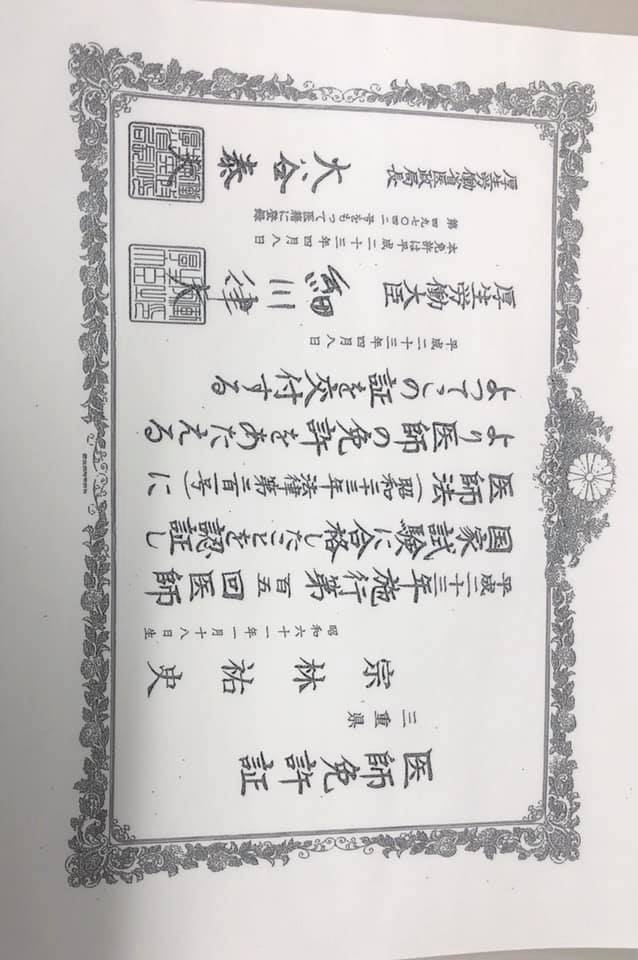 医師免許証
三重県
宗林祐史
昭和六十一年一月十八日生
平成二十三年施行第百五回医師
国家試験に合格したことを認証し
医師法(昭和二十三年法律第二百一号)に
より医師の免許をあたえる
よつてこの証を交付する
平成二十三年四月八日
厚生労働大臣 細川律夫
本免許は平成二十三年四月八日
第四九七〇四二号をもつて医籍に登録
厚生労働省医政局長 大谷泰夫